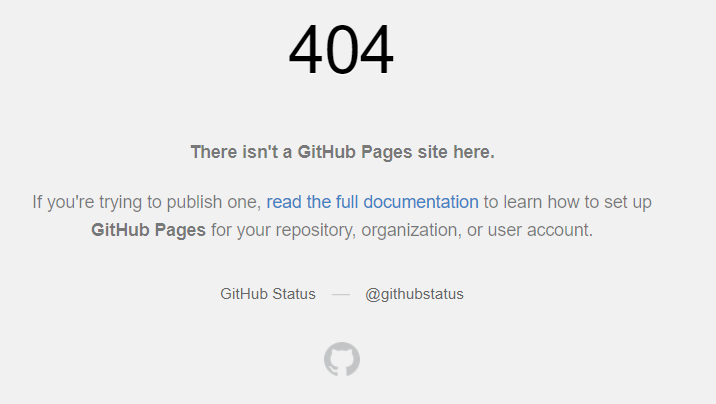 404
There isn't a GitHub Pages site here.
If you're trying to publish one, read the full documentation to learn how to set up
GitHub Pages for your repository, organization, or user account.
GitHub Status — @githubstatus